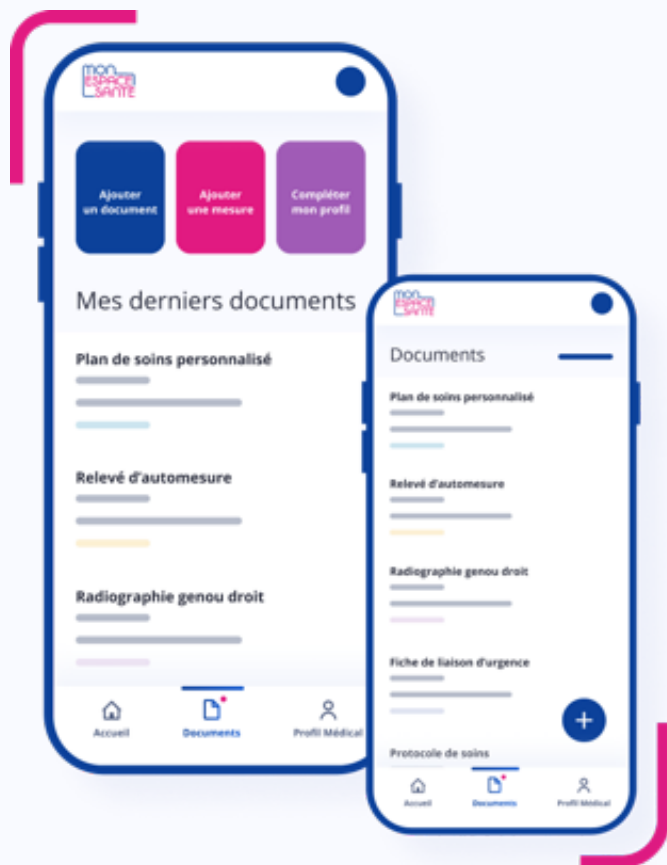 MON
ESPACE
SANTÉ
Ajouter
un document
Ajouter
une mesure
Compléter
mon profil
Mes derniers documents
Plan de soins personnalisé
Relevé d'automesure
Radiographie genou droit
Accueil
Documents
Profil Médical
MON
ESPACE
SANTÉ
Documents
Plan de soins personnalisé
Relevé d'automesure
Radiographie genou droit
Fiche de liaison d'urgence
+
Protocole de soins
Accueil
Documents
Profil Médical